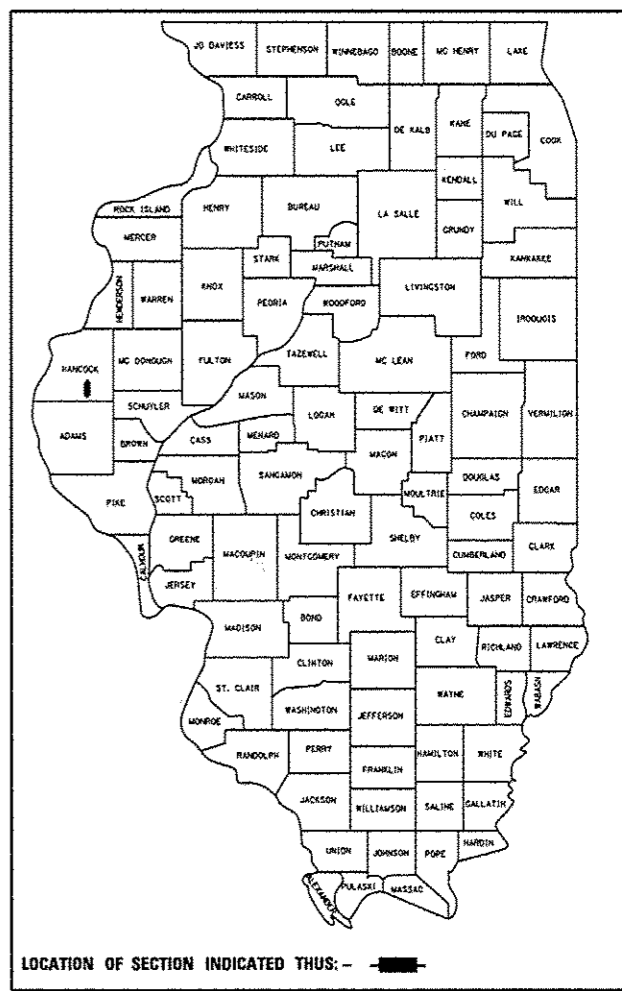 JO DAVIESS STEPHENSON WINNEBAGO BOONE MC HENRY LAKE
CARROLL OGLE DE KALB KANE DU PAGE COOK
WHITESIDE LEE KENDALL WILL
ROCK ISLAND HENRY BUREAU LA SALLE GRUNDY
MERCER PUTNAM KANKAKEE
HENDERSON WARREN KNOX STARK MARSHALL LIVINGSTON
PEORIA WOODFORD IROQUOIS
HANCOCK MC DONOUGH FULTON TAZEWELL MC LEAN FORD
SCHUYLER MASON LOGAN DE WITT CHAMPAIGN VERMILION
ADAMS BROWN CASS MENARD MACON PIATT
PIKE SCOTT MORGAN SANGAMON CHRISTIAN MOULTRIE DOUGLAS EDGAR
COLES
CALHOUN GREENE MACOUPIN MONTGOMERY SHELBY CUMBERLAND CLARK
JERSEY FAYETTE EFFINGHAM JASPER CRAWFORD
MADISON BOND CLAY RICHLAND LAWRENCE
ST. CLAIR CLINTON MARION WAYNE EDWARDS WABASH
MONROE WASHINGTON JEFFERSON
RANDOLPH PERRY FRANKLIN HAMILTON WHITE
JACKSON WILLIAMSON SALINE GALLATIN
UNION JOHNSON POPE HARDIN
ALEXANDER PULASKI MASSAC
LOCATION OF SECTION INDICATED THUS: -